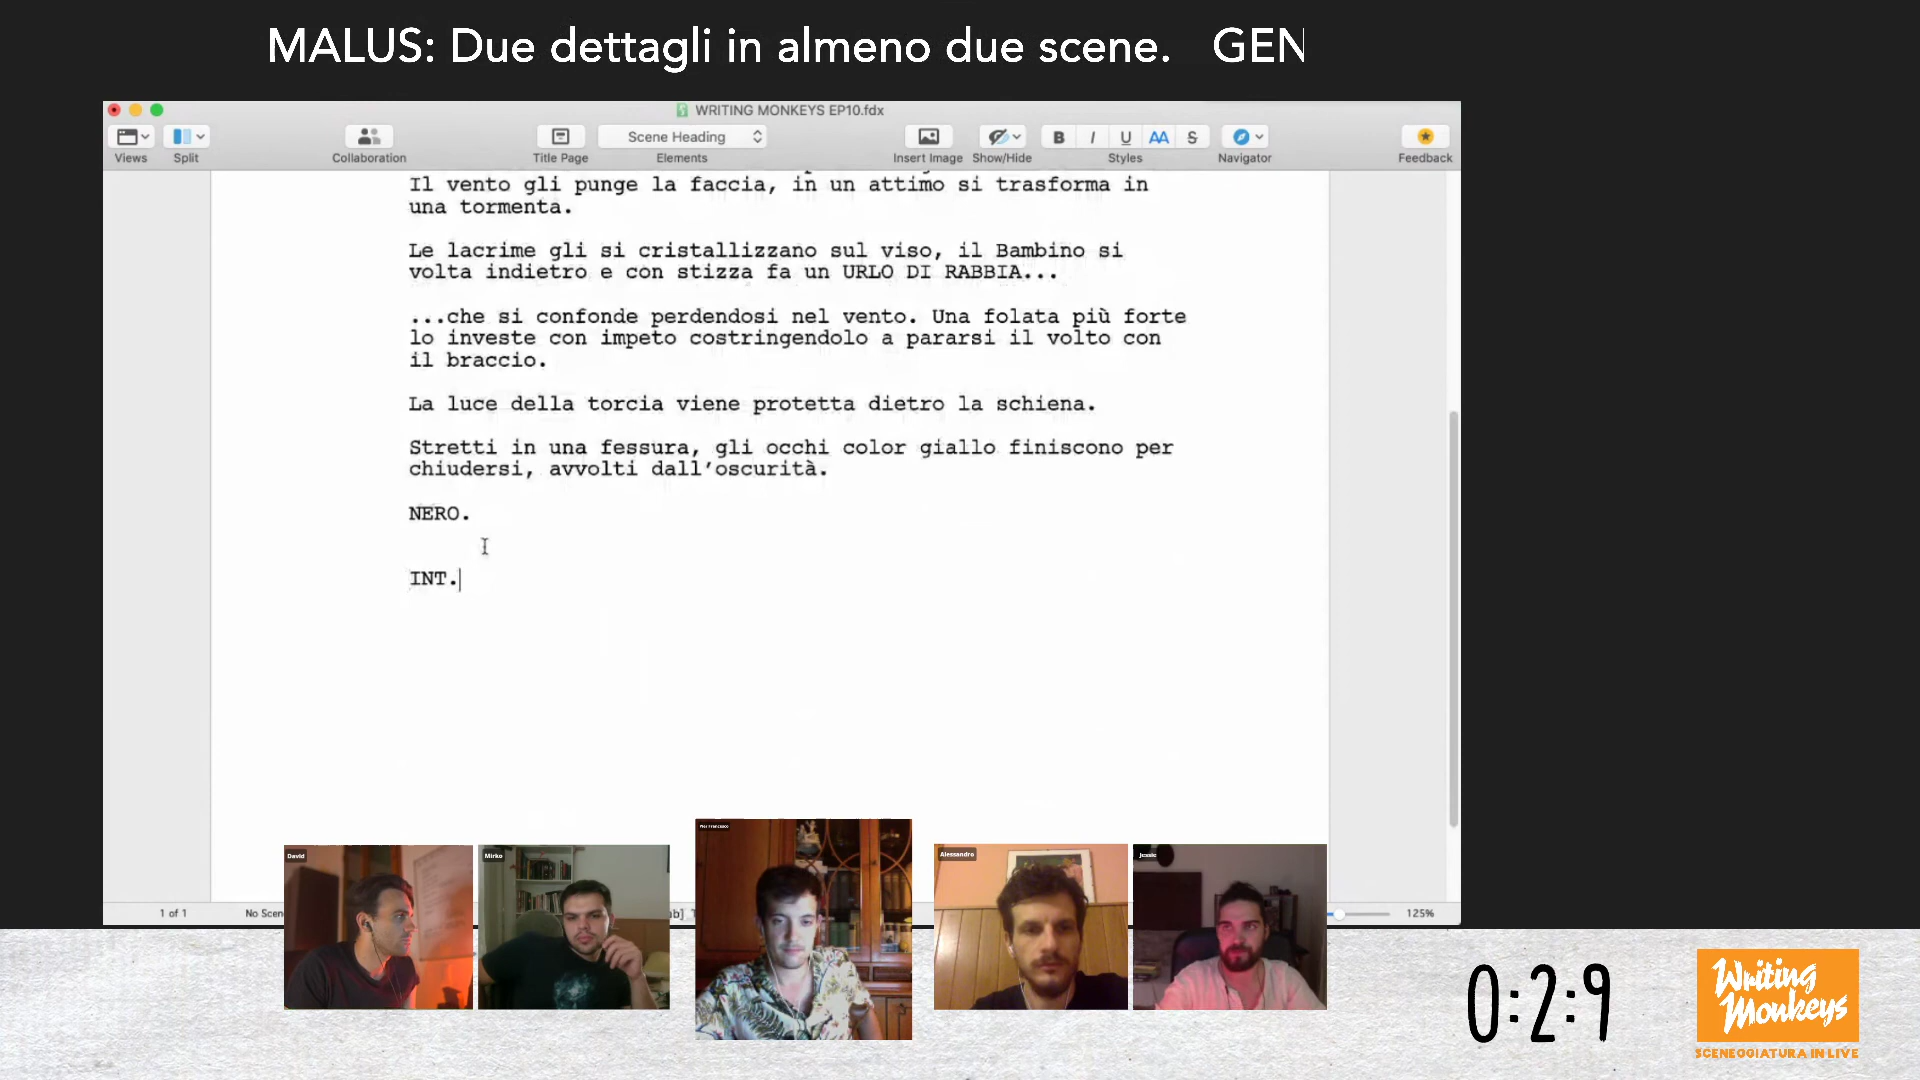 MALUS: Due dettagli in almeno due scene. GEN
WRITING MONKEYS EP10.fdx
Scene Heading
B I U AA S
Views Split Collaboration Title Page Elements Insert Image Show/Hide Styles Navigator Feedback
Il vento gli punge la faccia, in un attimo si trasforma in
una tormenta.
Le lacrime gli si cristallizzano sul viso, il Bambino si
volta indietro e con stizza fa un URLO DI RABBIA...
...che si confonde perdendosi nel vento. Una folata più forte
lo investe con impeto costringendolo a pararsi il volto con
il braccio.
La luce della torcia viene protetta dietro la schiena.
Stretti in una fessura, gli occhi color giallo finiscono per
chiudersi, avvolti dall'oscurità.
NERO.
INT.
David
Mirko
Pier Francesco
Alessandro
Jessie
1 of 1
No Scen
125%
0:2:9
Writing
Monkeys
SCENEGGIATURA IN LIVE